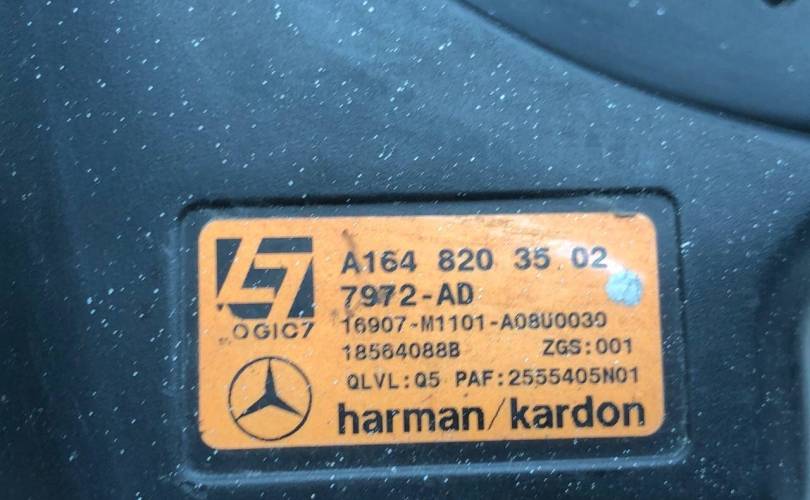 A164 820 35 02
7972-AD
LOGIC7
16907-M1101-A08U0030
18564088B ZGS:001
QLVL:Q5 PAF:2555405N01
harman/kardon